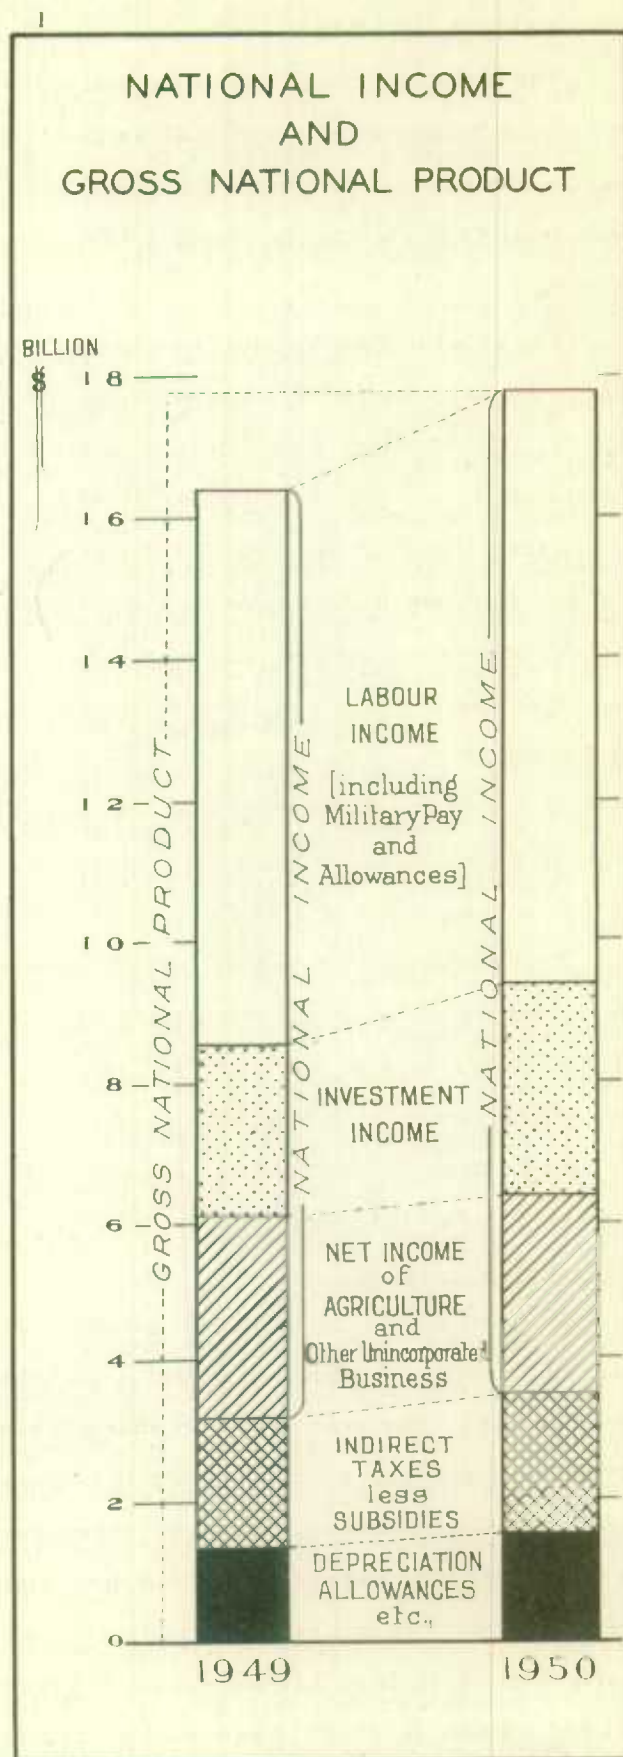 1
NATIONAL INCOME
AND
GROSS NATIONAL PRODUCT
BILLION
$
18
16
14
12
10
8
6
4
2
0
GROSS NATIONAL PRODUCT
NATIONAL INCOME
NATIONAL INCOME
LABOUR
INCOME
[including
Military Pay
and
Allowances]
INVESTMENT
INCOME
NET INCOME
of
AGRICULTURE
and
Other Unincorporated
Business
INDIRECT
TAXES
less
SUBSIDIES
DEPRECIATION
ALLOWANCES
etc.,
1949
1950